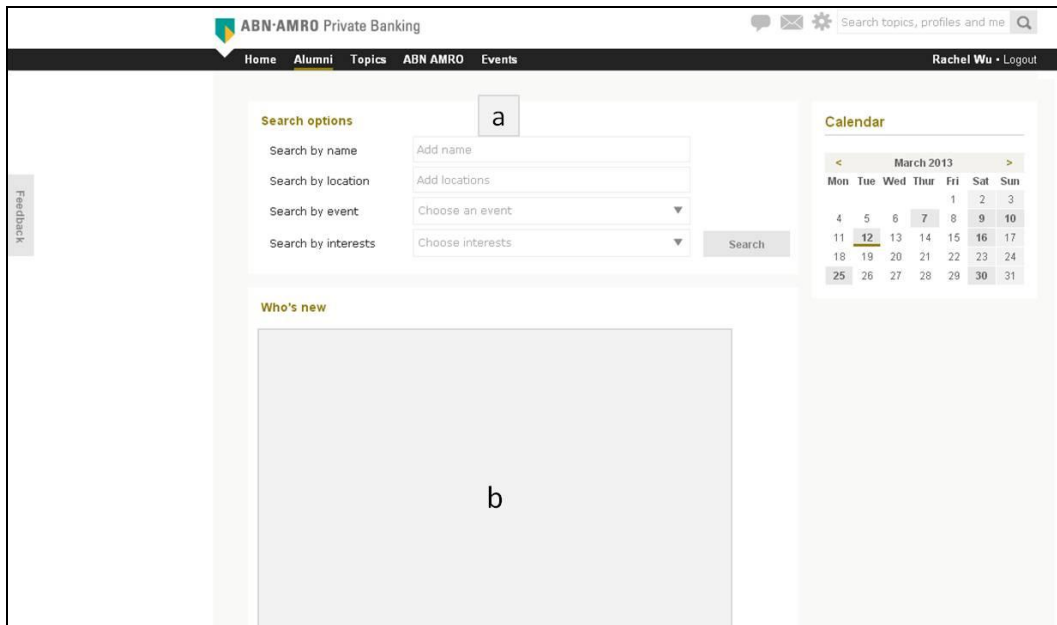 ABN·AMRO Private Banking
Search topics, profiles and me
Home Alumni Topics ABN AMRO Events
Rachel Wu • Logout
Feedback
Search options
a
Search by name
Add name
Search by location
Add locations
Search by event
Choose an event
Search by interests
Choose interests
Search
Who's new
b
Calendar
< March 2013 >
Mon Tue Wed Thur Fri Sat Sun
1 2 3
4 5 6 7 8 9 10
11 12 13 14 15 16 17
18 19 20 21 22 23 24
25 26 27 28 29 30 31